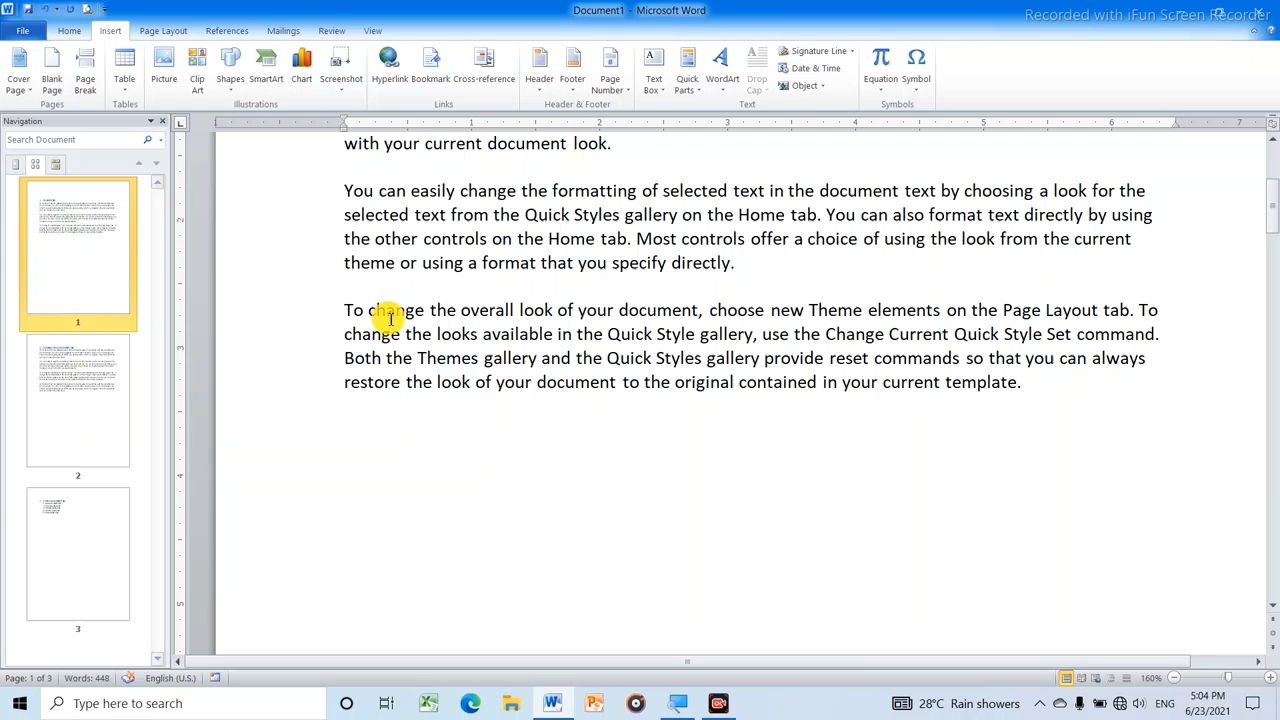 Document1 - Microsoft Word
Recorded with iFun Screen Recorder
File Home Insert Page Layout References Mailings Review View
Cover Page Blank Page Page Break Table Picture Clip Art Shapes SmartArt Chart Screenshot Hyperlink Bookmark Cross-reference Header Footer Page Number Text Box Quick Parts WordArt Drop Cap Signature Line Date & Time Object Equation Symbol
Pages Tables Illustrations Links Header & Footer Text Symbols
Navigation
Search Document
1
2
3
1 2 3 4 5 6 7
2
3
4
5
with your current document look.
You can easily change the formatting of selected text in the document text by choosing a look for the
selected text from the Quick Styles gallery on the Home tab. You can also format text directly by using
the other controls on the Home tab. Most controls offer a choice of using the look from the current
theme or using a format that you specify directly.
To change the overall look of your document, choose new Theme elements on the Page Layout tab. To
change the looks available in the Quick Style gallery, use the Change Current Quick Style Set command.
Both the Themes gallery and the Quick Styles gallery provide reset commands so that you can always
restore the look of your document to the original contained in your current template.
Page: 1 of 3 Words: 448 English (U.S.) 160%
Type here to search 28°C Rain showers ENG 5:04 PM
6/23/2021